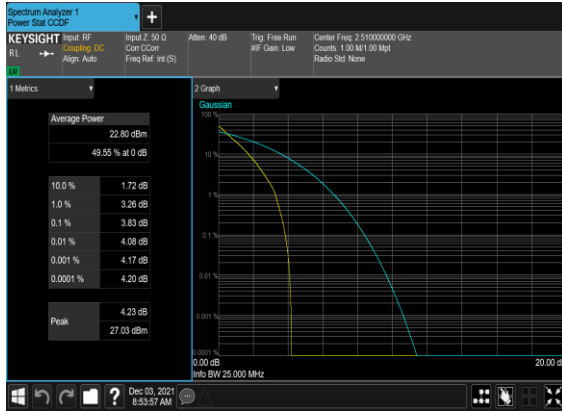 Spectrum Analyzer 1
Power Stat CCDF
KEYSIGHT
RL
LU
Input: RF
Coupling: DC
Align: Auto
Input Z: 50 Ω
Corr CCorr
Freq Ref: Int (S)
Atten: 40 dB
Trig: Free Run
#IF Gain: Low
Center Freq: 2.510000000 GHz
Counts: 1.00 M/1.00 Mpt
Radio Std: None
1 Metrics
Average Power
22.80 dBm
49.55 % at 0 dB
10.0 % 1.72 dB
1.0 % 3.26 dB
0.1 % 3.83 dB
0.01 % 4.08 dB
0.001 % 4.17 dB
0.0001 % 4.20 dB
Peak
4.23 dB
27.03 dBm
2 Graph
Gaussian
100 %
10 %
1 %
0.1 %
0.01 %
0.001 %
0.0001 %
0.00 dB
20.00 d
Info BW 25.000 MHz
?
Dec 03, 2021
8:53:57 AM